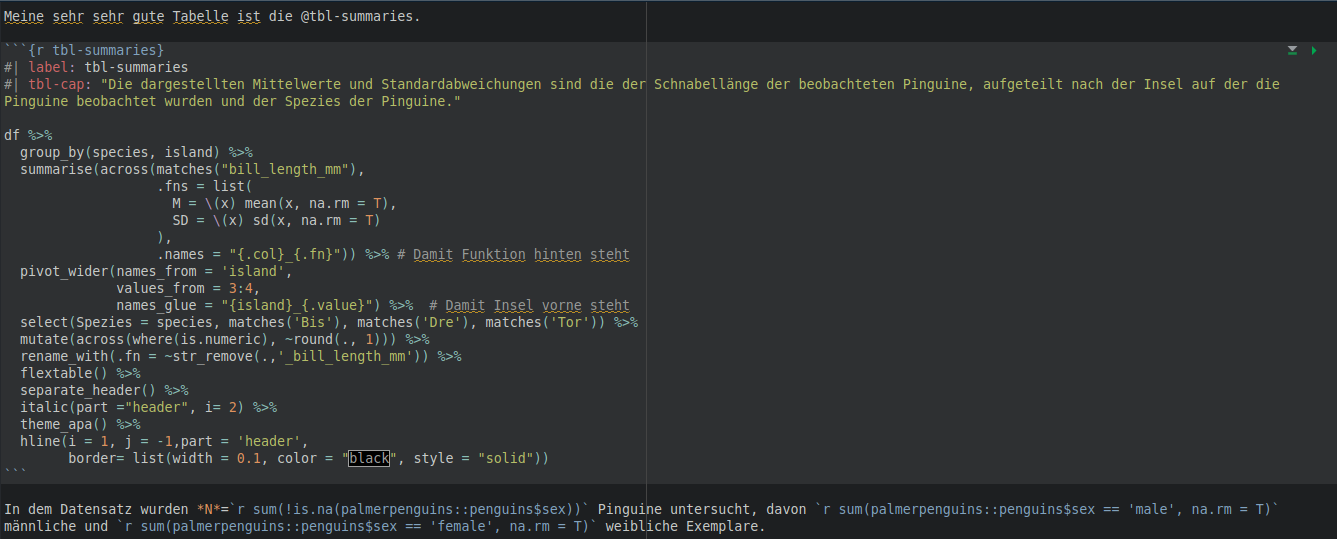 Meine sehr sehr gute Tabelle ist die @tbl-summaries.
```{r tbl-summaries}
#| label: tbl-summaries
#| tbl-cap: "Die dargestellten Mittelwerte und Standardabweichungen sind die der Schnabellänge der beobachteten Pinguine, aufgeteilt nach der Insel auf der die
Pinguine beobachtet wurden und der Spezies der Pinguine."
df %>%
  group_by(species, island) %>%
  summarise(across(matches("bill_length_mm"),
                   .fns = list(
                     M = \(x) mean(x, na.rm = T),
                     SD = \(x) sd(x, na.rm = T)
                   ),
                   .names = "{.col}_{.fn}")) %>% # Damit Funktion hinten steht
  pivot_wider(names_from = 'island',
              values_from = 3:4,
              names_glue = "{island}_{.value}") %>%  # Damit Insel vorne steht
  select(Spezies = species, matches('Bis'), matches('Dre'), matches('Tor')) %>%
  mutate(across(where(is.numeric), ~round(., 1))) %>%
  rename_with(.fn = ~str_remove(.,'_bill_length_mm')) %>%
  flextable() %>%
  separate_header() %>%
  italic(part ="header", i= 2) %>%
  theme_apa() %>%
  hline(i = 1, j = -1,part = 'header',
        border= list(width = 0.1, color = "black", style = "solid"))
```
In dem Datensatz wurden *N*=`r sum(!is.na(palmerpenguins::penguins$sex))` Pinguine untersucht, davon `r sum(palmerpenguins::penguins$sex == 'male', na.rm = T)`
männliche und `r sum(palmerpenguins::penguins$sex == 'female', na.rm = T)` weibliche Exemplare.